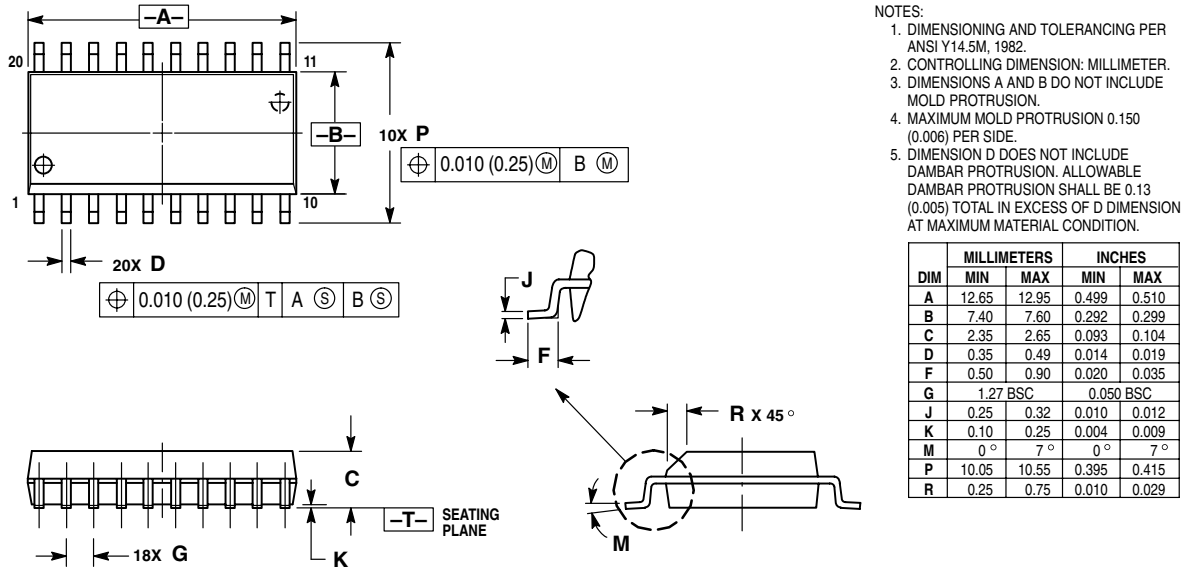 –A–
20
11
–B–
10X P
⌖ 0.010 (0.25) Ⓜ B Ⓜ
1
10
20X D
⌖ 0.010 (0.25) Ⓜ T A Ⓢ B Ⓢ
J
F
C
–T– SEATING
PLANE
18X G
K
R X 45°
M
NOTES:
1. DIMENSIONING AND TOLERANCING PER
ANSI Y14.5M, 1982.
2. CONTROLLING DIMENSION: MILLIMETER.
3. DIMENSIONS A AND B DO NOT INCLUDE
MOLD PROTRUSION.
4. MAXIMUM MOLD PROTRUSION 0.150
(0.006) PER SIDE.
5. DIMENSION D DOES NOT INCLUDE
DAMBAR PROTRUSION. ALLOWABLE
DAMBAR PROTRUSION SHALL BE 0.13
(0.005) TOTAL IN EXCESS OF D DIMENSION
AT MAXIMUM MATERIAL CONDITION.
MILLIMETERS INCHES
DIM MIN MAX MIN MAX
A 12.65 12.95 0.499 0.510
B 7.40 7.60 0.292 0.299
C 2.35 2.65 0.093 0.104
D 0.35 0.49 0.014 0.019
F 0.50 0.90 0.020 0.035
G 1.27 BSC 0.050 BSC
J 0.25 0.32 0.010 0.012
K 0.10 0.25 0.004 0.009
M 0° 7° 0° 7°
P 10.05 10.55 0.395 0.415
R 0.25 0.75 0.010 0.029